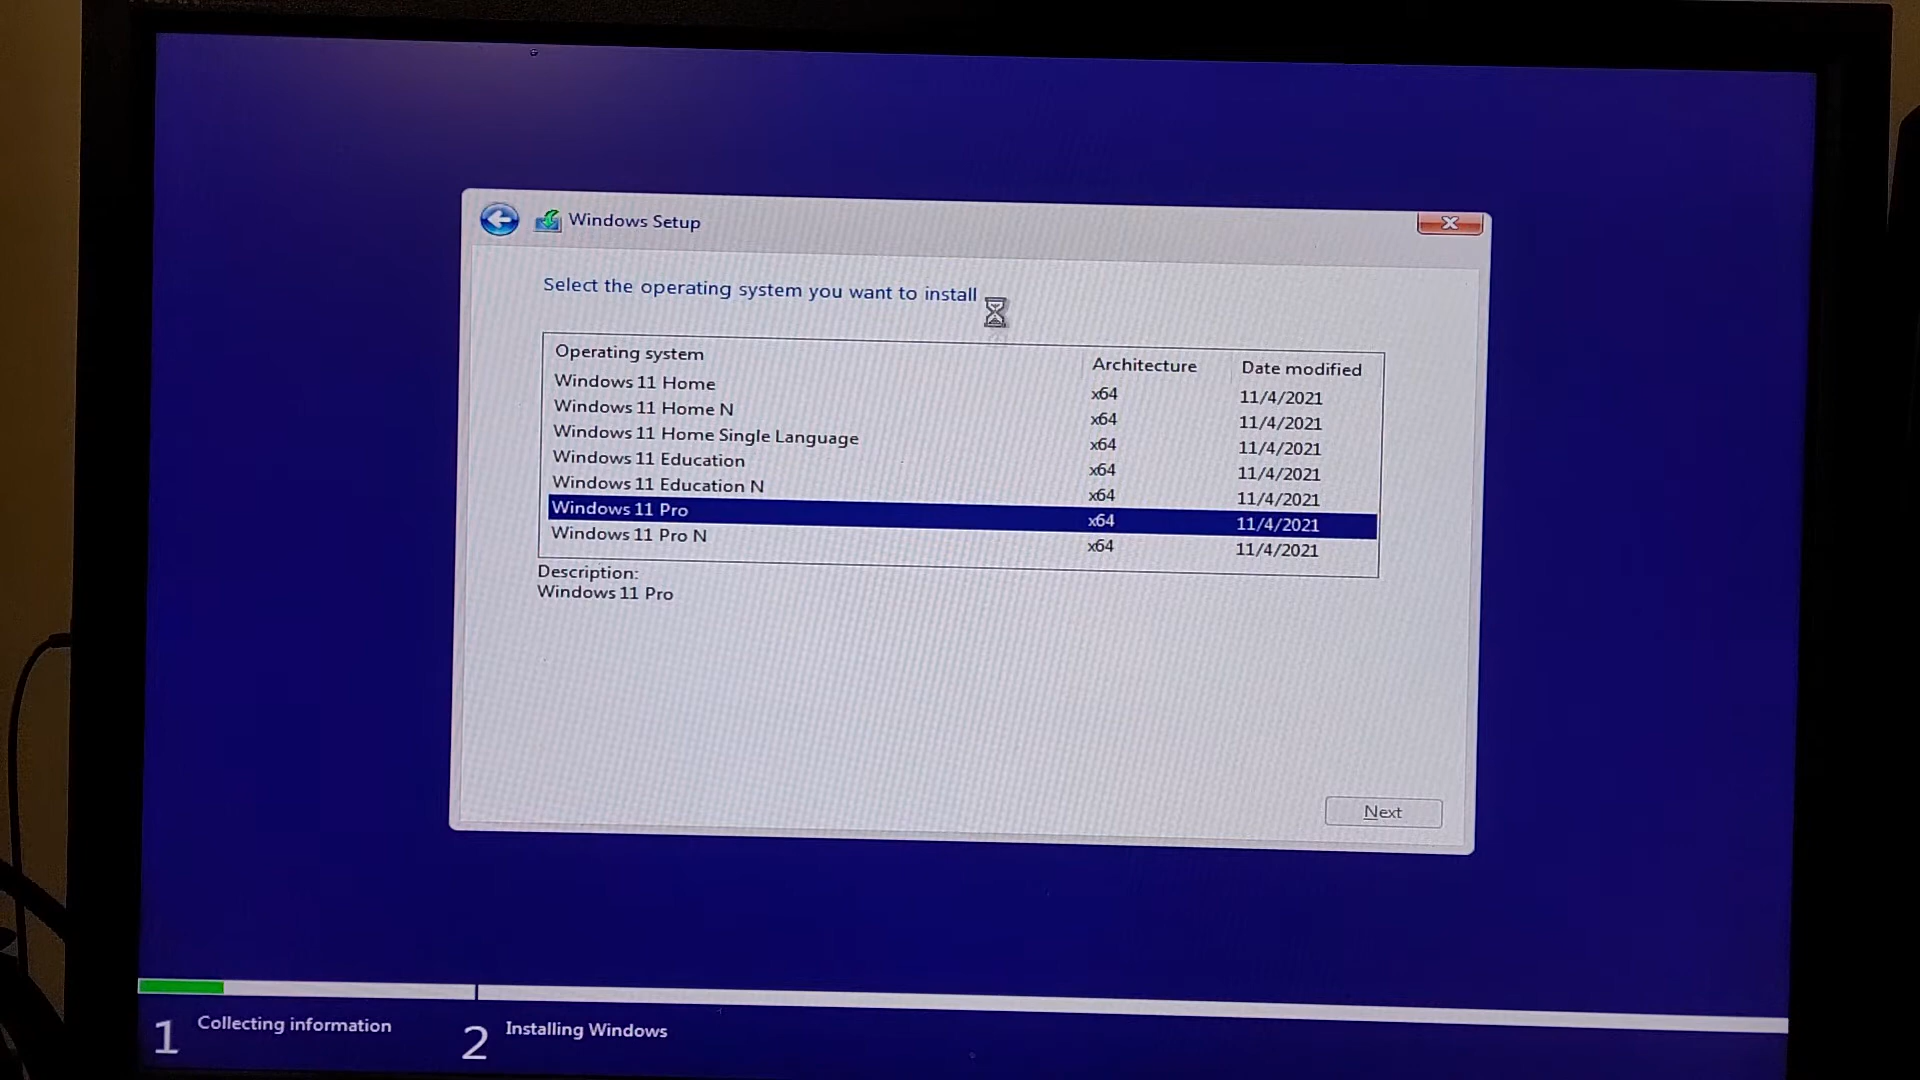 Windows Setup
Select the operating system you want to install
Operating system Architecture Date modified
Windows 11 Home x64 11/4/2021
Windows 11 Home N x64 11/4/2021
Windows 11 Home Single Language x64 11/4/2021
Windows 11 Education x64 11/4/2021
Windows 11 Education N x64 11/4/2021
Windows 11 Pro x64 11/4/2021
Windows 11 Pro N x64 11/4/2021
Description:
Windows 11 Pro
Next
1 Collecting information 2 Installing Windows